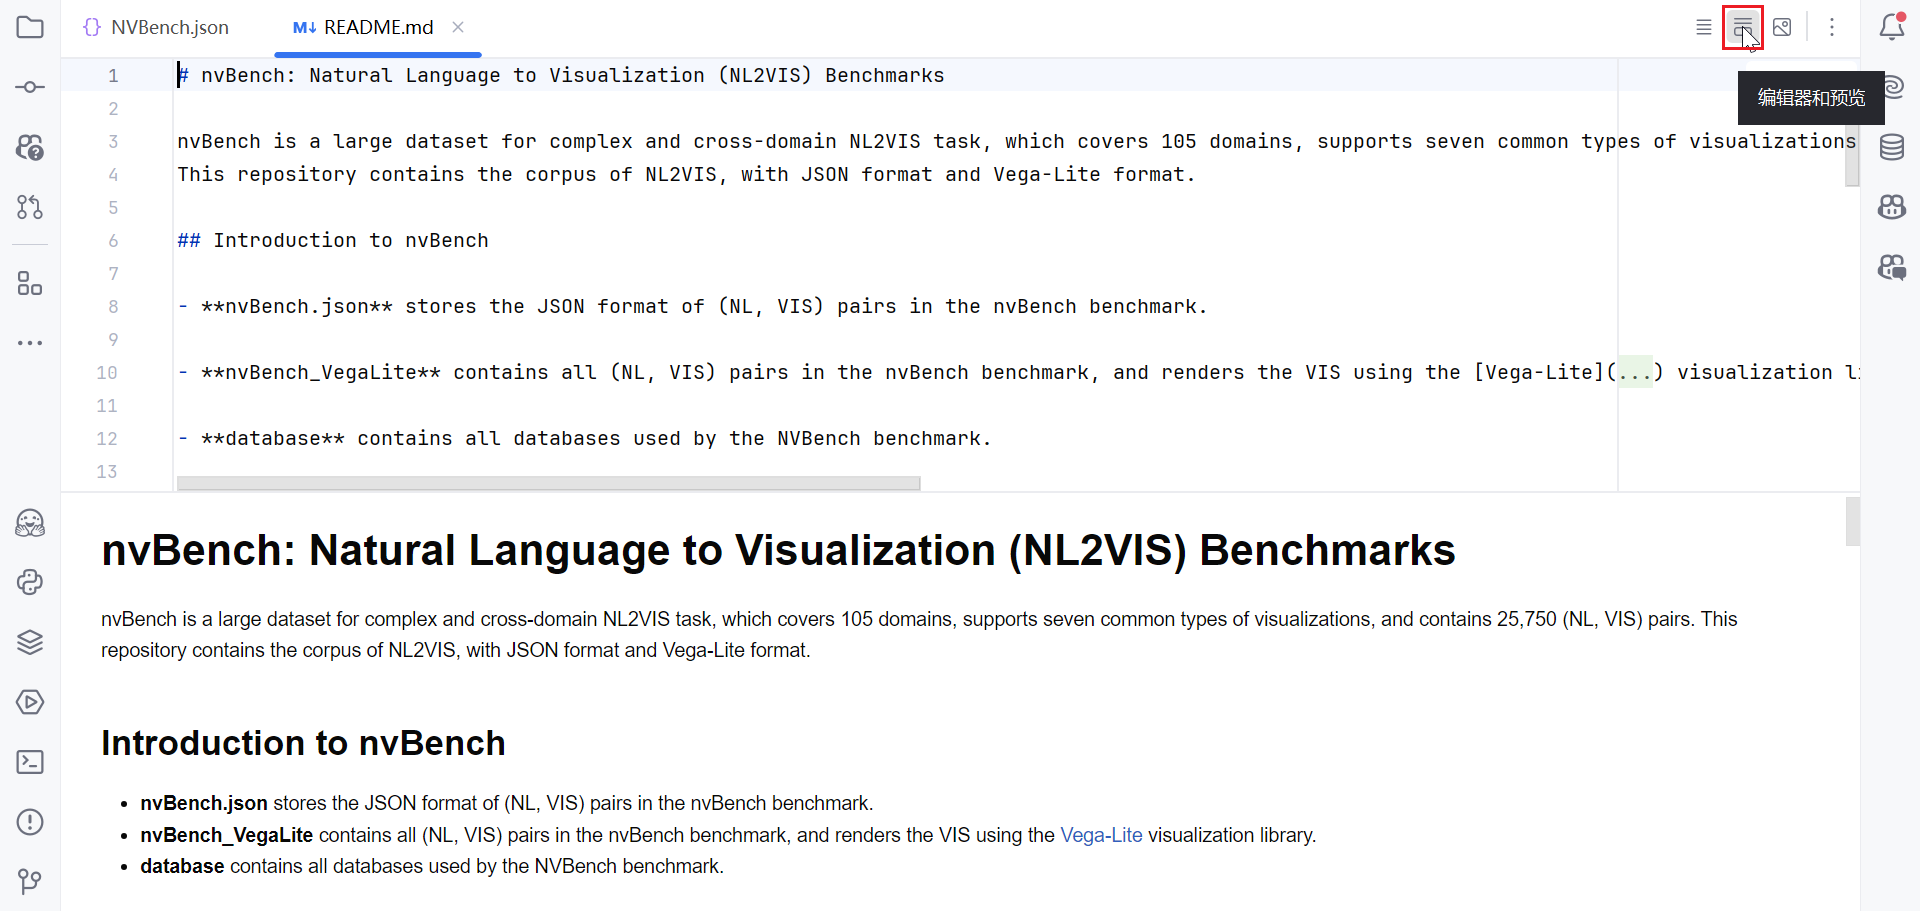 NVBench.json
M↓ README.md
编辑器和预览
1 # nvBench: Natural Language to Visualization (NL2VIS) Benchmarks
2
3 nvBench is a large dataset for complex and cross-domain NL2VIS task, which covers 105 domains, supports seven common types of visualizations
4 This repository contains the corpus of NL2VIS, with JSON format and Vega-Lite format.
5
6 ## Introduction to nvBench
7
8 - **nvBench.json** stores the JSON format of (NL, VIS) pairs in the nvBench benchmark.
9
10 - **nvBench_VegaLite** contains all (NL, VIS) pairs in the nvBench benchmark, and renders the VIS using the [Vega-Lite](...) visualization li
11
12 - **database** contains all databases used by the NVBench benchmark.
13
nvBench: Natural Language to Visualization (NL2VIS) Benchmarks
nvBench is a large dataset for complex and cross-domain NL2VIS task, which covers 105 domains, supports seven common types of visualizations, and contains 25,750 (NL, VIS) pairs. This
repository contains the corpus of NL2VIS, with JSON format and Vega-Lite format.
Introduction to nvBench
• nvBench.json stores the JSON format of (NL, VIS) pairs in the nvBench benchmark.
• nvBench_VegaLite contains all (NL, VIS) pairs in the nvBench benchmark, and renders the VIS using the Vega-Lite visualization library.
• database contains all databases used by the NVBench benchmark.